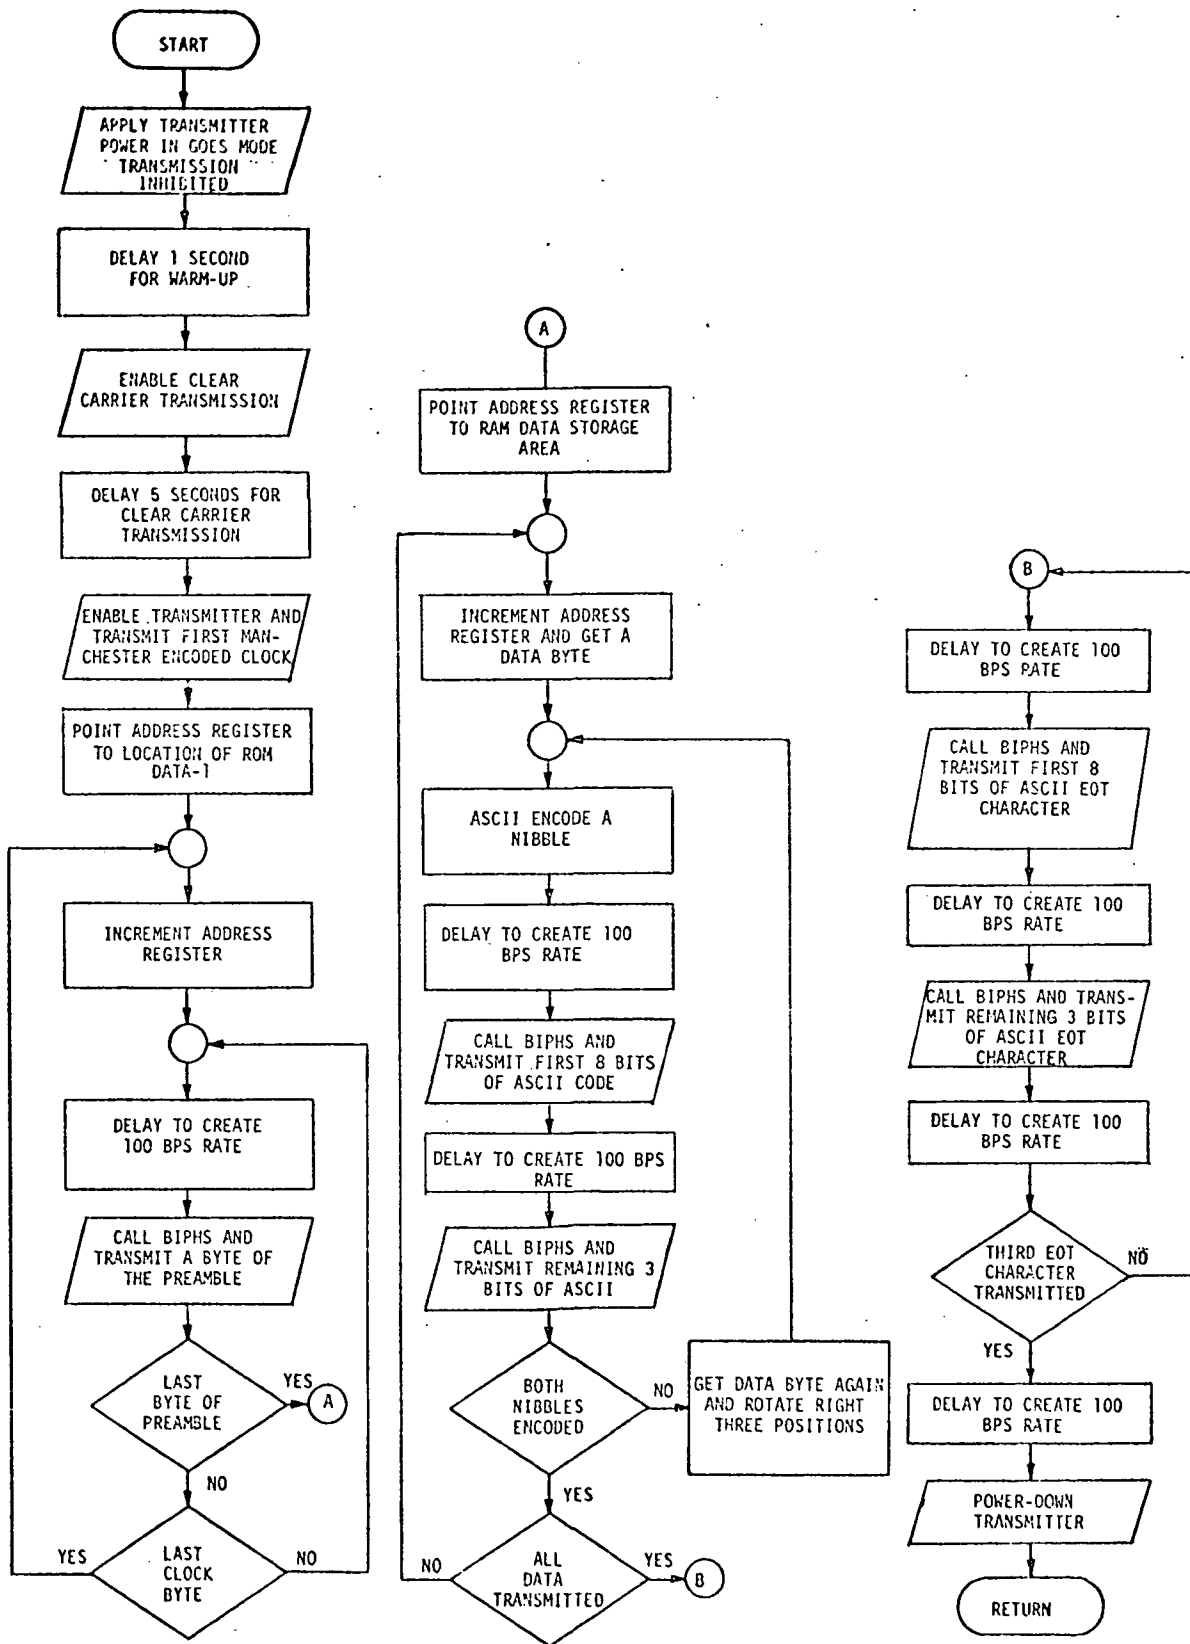 START
APPLY TRANSMITTER
POWER IN GOES MODE
TRANSMISSION
INHIBITED
DELAY 1 SECOND
FOR WARM-UP
ENABLE CLEAR
CARRIER TRANSMISSION
DELAY 5 SECONDS FOR
CLEAR CARRIER
TRANSMISSION
ENABLE TRANSMITTER AND
TRANSMIT FIRST MAN-
CHESTER ENCODED CLOCK
POINT ADDRESS REGISTER
TO LOCATION OF ROM
DATA-1
INCREMENT ADDRESS
REGISTER
DELAY TO CREATE
100 BPS RATE
CALL BIPHS AND
TRANSMIT A BYTE OF
THE PREAMBLE
LAST
BYTE OF
PREAMBLE
YES
A
NO
LAST
CLOCK
BYTE
YES
NO
A
POINT ADDRESS REGISTER
TO RAM DATA STORAGE
AREA
INCREMENT ADDRESS
REGISTER AND GET A
DATA BYTE
ASCII ENCODE A
NIBBLE
DELAY TO CREATE 100
BPS RATE
CALL BIPHS AND
TRANSMIT FIRST 8 BITS
OF ASCII CODE
DELAY TO CREATE 100 BPS
RATE
CALL BIPHS AND
TRANSMIT REMAINING 3
BITS OF ASCII
BOTH
NIBBLES
ENCODED
NO
GET DATA BYTE AGAIN
AND ROTATE RIGHT
THREE POSITIONS
YES
ALL
DATA
TRANSMITTED
NO
YES
B
B
DELAY TO CREATE 100
BPS RATE
CALL BIPHS AND
TRANSMIT FIRST 8
BITS OF ASCII EOT
CHARACTER
DELAY TO CREATE 100
BPS RATE
CALL BIPHS AND TRANS-
MIT REMAINING 3 BITS
OF ASCII EOT
CHARACTER
DELAY TO CREATE 100
BPS RATE
THIRD EOT
CHARACTER
TRANSMITTED
NO
YES
DELAY TO CREATE 100
BPS RATE
POWER-DOWN
TRANSMITTER
RETURN